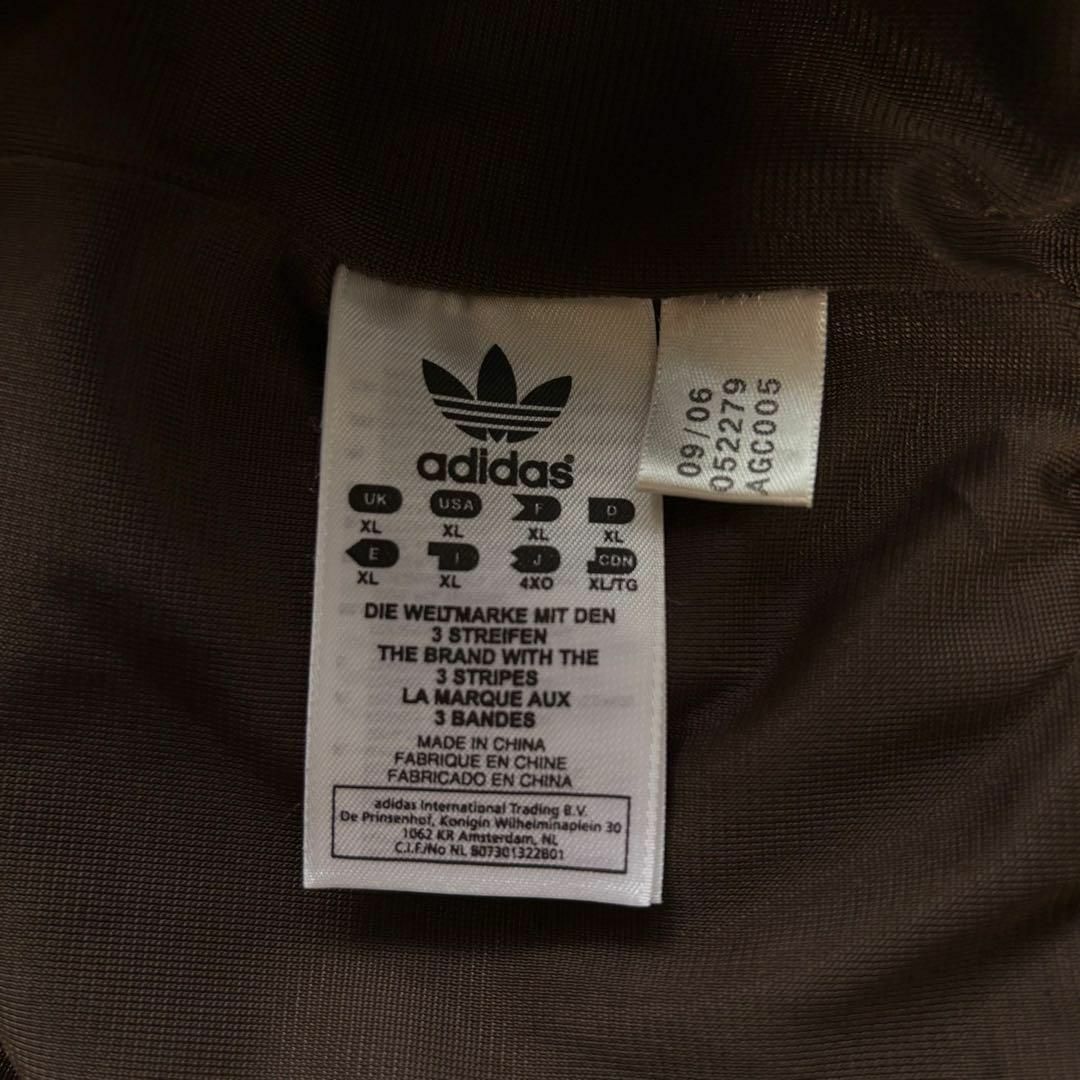 adidas
UK USA F D
XL XL XL XL
E I J CDN
XL XL 4XO XL/TG
DIE WELTMARKE MIT DEN
3 STREIFEN
THE BRAND WITH THE
3 STRIPES
LA MARQUE AUX
3 BANDES
MADE IN CHINA
FABRIQUE EN CHINE
FABRICADO EN CHINA
adidas International Trading B.V.
De Prinsenhof, Konigin Wilhelminaplein 30
1062 KR Amsterdam, NL
C.I.F./No NL 807301322B01
09/06
052279
AGC005